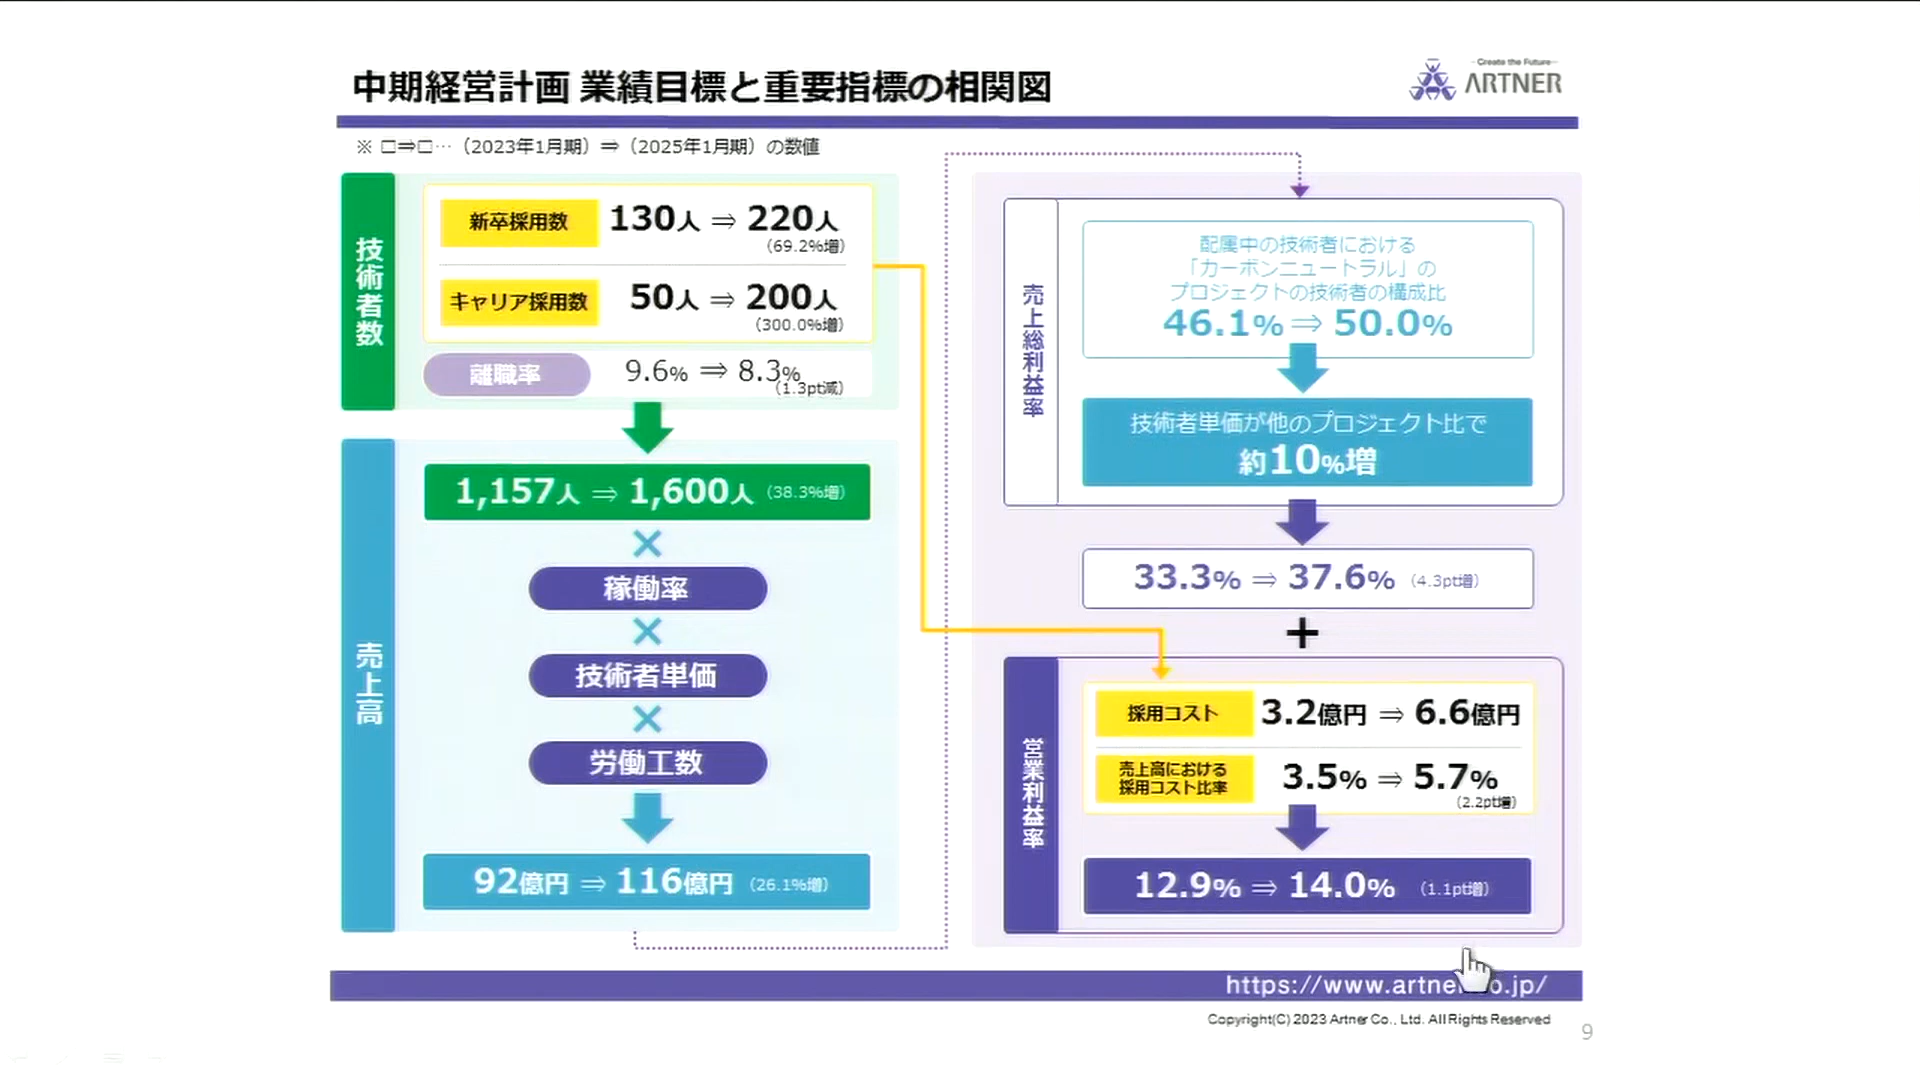 中期経営計画 業績目標と重要指標の相関図
- Create the Future -
ARTNER
※ □⇒□…（2023年1月期）⇒（2025年1月期）の数値
技術者数
新卒採用数 130人 ⇒ 220人
（69.2%増）
キャリア採用数 50人 ⇒ 200人
（300.0%増）
離職率 9.6% ⇒ 8.3%
（1.3pt減）
売上高
1,157人 ⇒ 1,600人（38.3%増）
×
稼働率
×
技術者単価
×
労働工数
92億円 ⇒ 116億円（26.1%増）
売上総利益率
配属中の技術者における
「カーボンニュートラル」の
プロジェクトの技術者の構成比
46.1% ⇒ 50.0%
技術者単価が他のプロジェクト比で
約10%増
33.3% ⇒ 37.6%（4.3pt増）
+
営業利益率
採用コスト 3.2億円 ⇒ 6.6億円
売上高における
採用コスト比率
3.5% ⇒ 5.7%
（2.2pt増）
12.9% ⇒ 14.0%（1.1pt増）
https://www.artner.co.jp/
Copyright(C) 2023 Artner Co., Ltd. All Rights Reserved
9